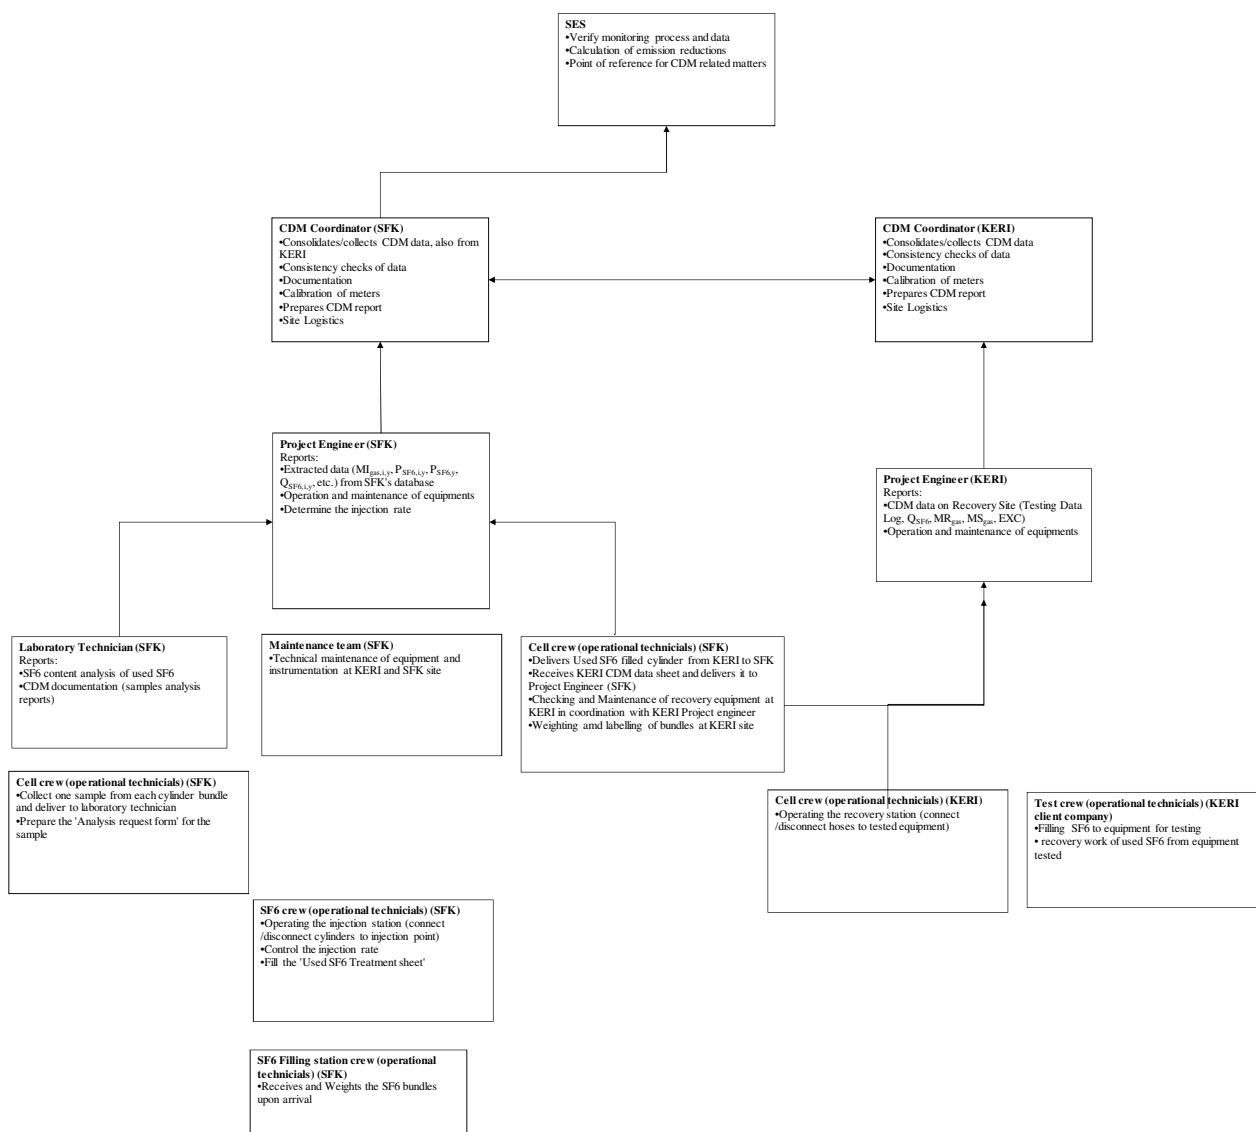 SES
•Verify monitoring process and data
•Calculation of emission reductions
•Point of reference for CDM related matters
CDM Coordinator (SFK)
•Consolidates/collects CDM data, also from
KERI
•Consistency checks of data
•Documentation
•Calibration of meters
•Prepares CDM report
•Site Logistics
CDM Coordinator (KERI)
•Consolidates/collects CDM data
•Consistency checks of data
•Documentation
•Calibration of meters
•Prepares CDM report
•Site Logistics
Project Engineer (SFK)
Reports:
•Extracted data (MIgas,i,y, PSF6,i,y, PSF6,y,
QSF6,i,y, etc.) from SFK's database
•Operation and maintenance of equipments
•Determine the injection rate
Project Engineer (KERI)
Reports:
•CDM data on Recovery Site (Testing Data
Log, QSF6, MRgas, MSgas, EXC)
•Operation and maintenance of equipments
Laboratory Technician (SFK)
Reports:
•SF6 content analysis of used SF6
•CDM documentation (samples analysis
reports)
Maintenance team (SFK)
•Technical maintenance of equipment and
instrumentation at KERI and SFK site
Cell crew (operational technicials) (SFK)
•Delivers Used SF6 filled cylinder from KERI to SFK
•Receives KERI CDM data sheet and delivers it to
Project Engineer (SFK)
•Checking and Maintenance of recovery equipment at
KERI in coordination with KERI Project engineer
•Weighting amd labelling of bundles at KERI site
Cell crew (operational technicials) (SFK)
•Collect one sample from each cylinder bundle
and deliver to laboratory technician
•Prepare the 'Analysis request form' for the
sample
Cell crew (operational technicials) (KERI)
•Operating the recovery station (connect
/disconnect hoses to tested equipment)
Test crew (operational technicials) (KERI
client company)
•Filling SF6 to equipment for testing
• recovery work of used SF6 from equipment
tested
SF6 crew (operational technicials) (SFK)
•Operating the injection station (connect
/disconnect cylinders to injection point)
•Control the injection rate
•Fill the 'Used SF6 Treatment sheet'
SF6 Filling station crew (operational
technicials) (SFK)
•Receives and Weights the SF6 bundles
upon arrival